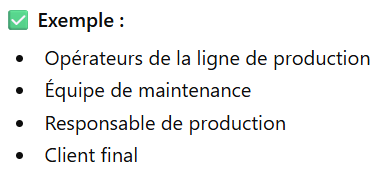 ✅ Exemple :
• Opérateurs de la ligne de production
• Équipe de maintenance
• Responsable de production
• Client final